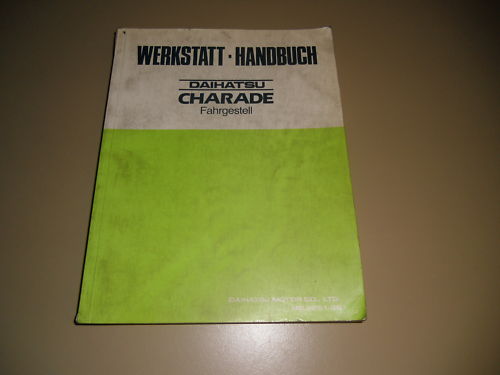 WERKSTATT · HANDBUCH
DAIHATSU
CHARADE
Fahrgestell
DAIHATSU MOTOR CO., LTD.